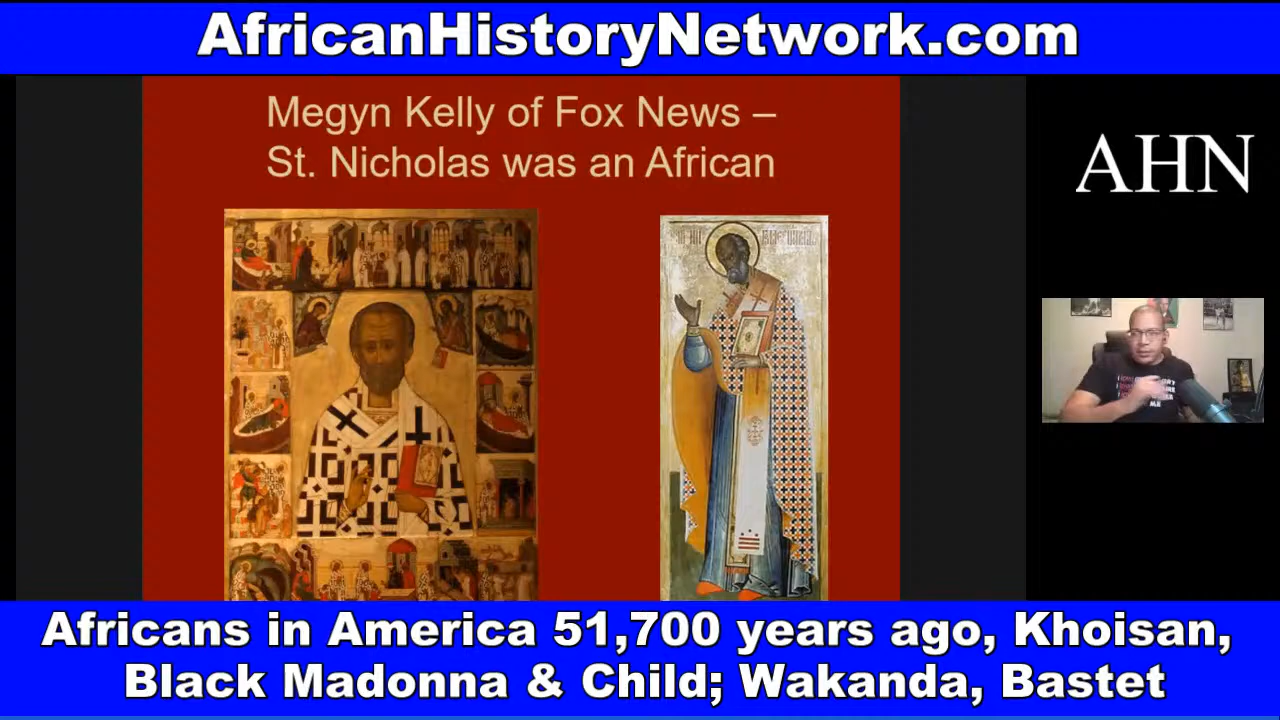 AfricanHistoryNetwork.com
Megyn Kelly of Fox News –
St. Nicholas was an African
AHN
Africans in America 51,700 years ago, Khoisan,
Black Madonna & Child; Wakanda, Bastet